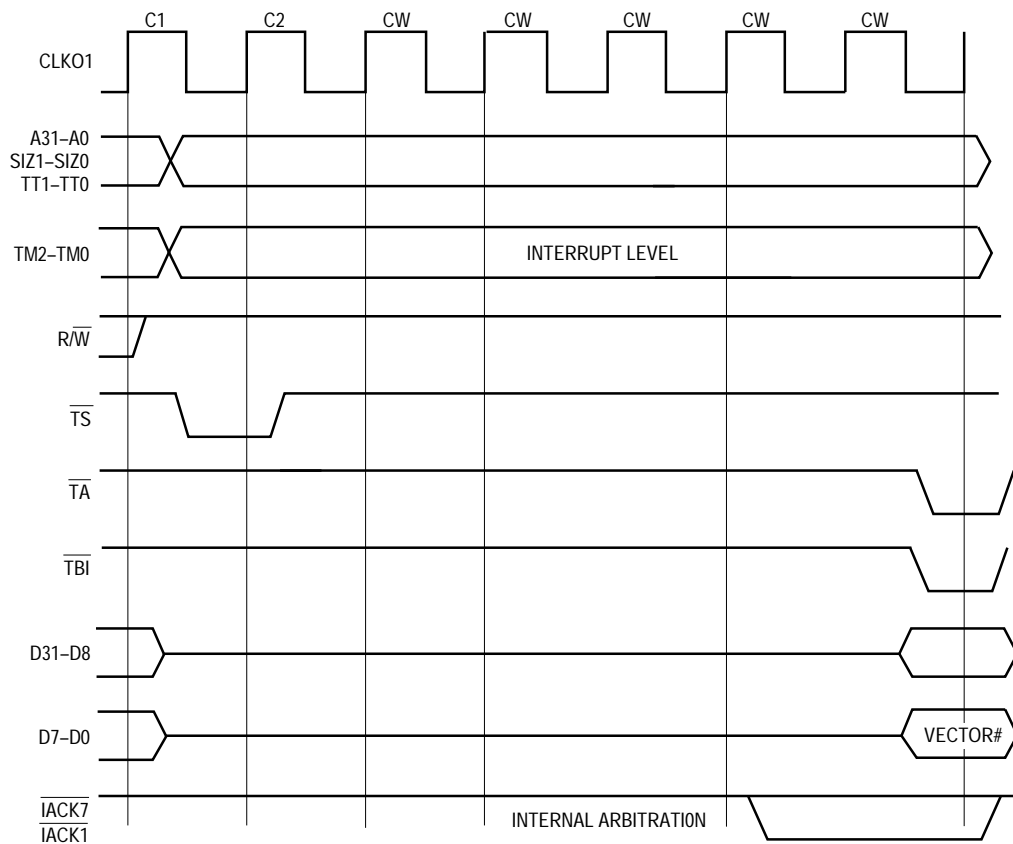 C1 C2 CW CW CW CW CW
CLKO1
A31–A0
SIZ1–SIZ0
TT1–TT0
TM2–TM0 INTERRUPT LEVEL
R/W
TS
TA
TBI
D31–D8
D7–D0 VECTOR#
IACK7
INTERNAL ARBITRATION
IACK1